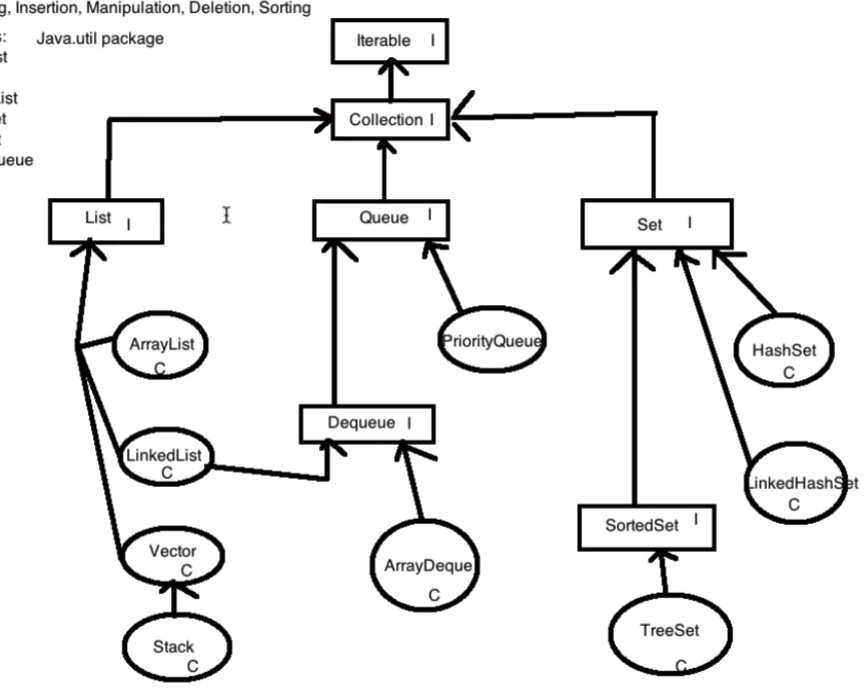 g, Insertion, Manipulation, Deletion, Sorting
s: Java.util package
st
ist
et
t
ueue
Iterable I
Collection I
List I
Queue I
Set I
ArrayList
C
PriorityQueue
HashSet
C
Dequeue I
LinkedList
C
LinkedHashSet
C
SortedSet I
Vector
C
ArrayDeque
C
Stack
C
TreeSet
C